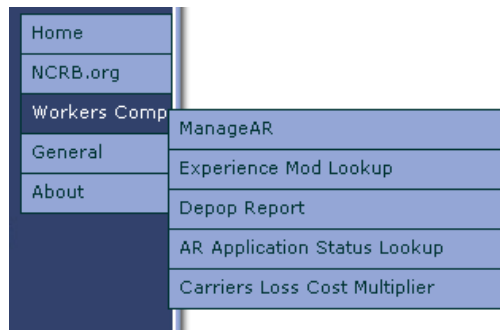 Home
NCRB.org
Workers Comp
General
About
ManageAR
Experience Mod Lookup
Depop Report
AR Application Status Lookup
Carriers Loss Cost Multiplier